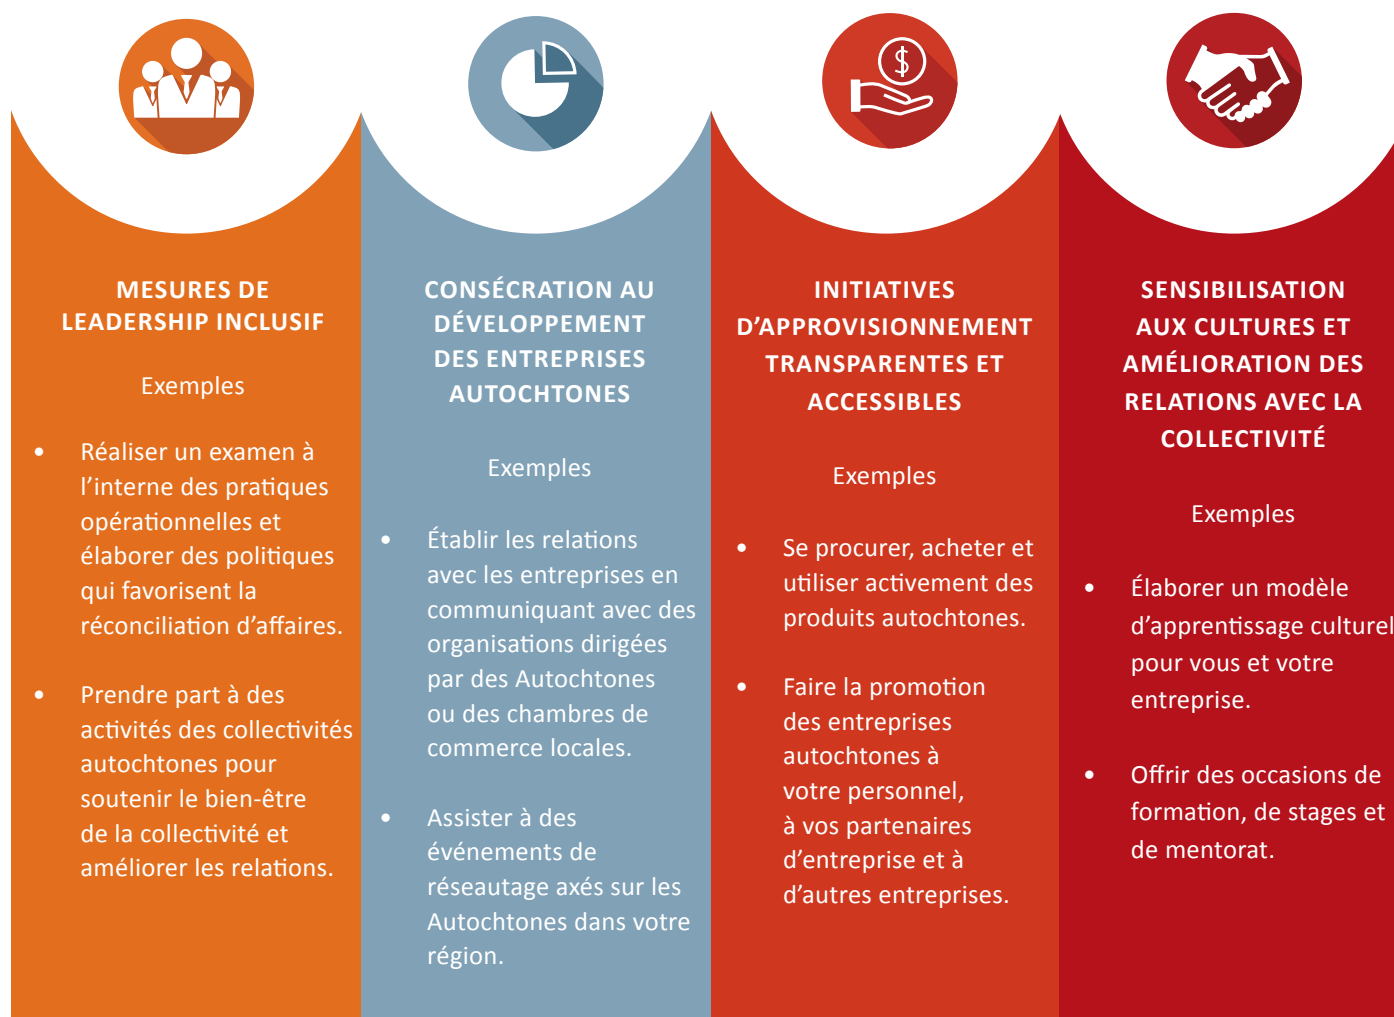 MESURES DE
LEADERSHIP INCLUSIF
Exemples
• Réaliser un examen à
l’interne des pratiques
opérationnelles et
élaborer des politiques
qui favorisent la
réconciliation d’affaires.
• Prendre part à des
activités des collectivités
autochtones pour
soutenir le bien-être
de la collectivité et
améliorer les relations.
CONSÉCRATION AU
DÉVELOPPEMENT
DES ENTREPRISES
AUTOCHTONES
Exemples
• Établir les relations
avec les entreprises en
communiquant avec des
organisations dirigées
par des Autochtones
ou des chambres de
commerce locales.
• Assister à des
événements de
réseautage axés sur les
Autochtones dans votre
région.
$
INITIATIVES
D’APPROVISIONNEMENT
TRANSPARENTES ET
ACCESSIBLES
Exemples
• Se procurer, acheter et
utiliser activement des
produits autochtones.
• Faire la promotion
des entreprises
autochtones à
votre personnel,
à vos partenaires
d’entreprise et à
d’autres entreprises.
SENSIBILISATION
AUX CULTURES ET
AMÉLIORATION DES
RELATIONS AVEC LA
COLLECTIVITÉ
Exemples
• Élaborer un modèle
d’apprentissage culturel
pour vous et votre
entreprise.
• Offrir des occasions de
formation, de stages et
de mentorat.